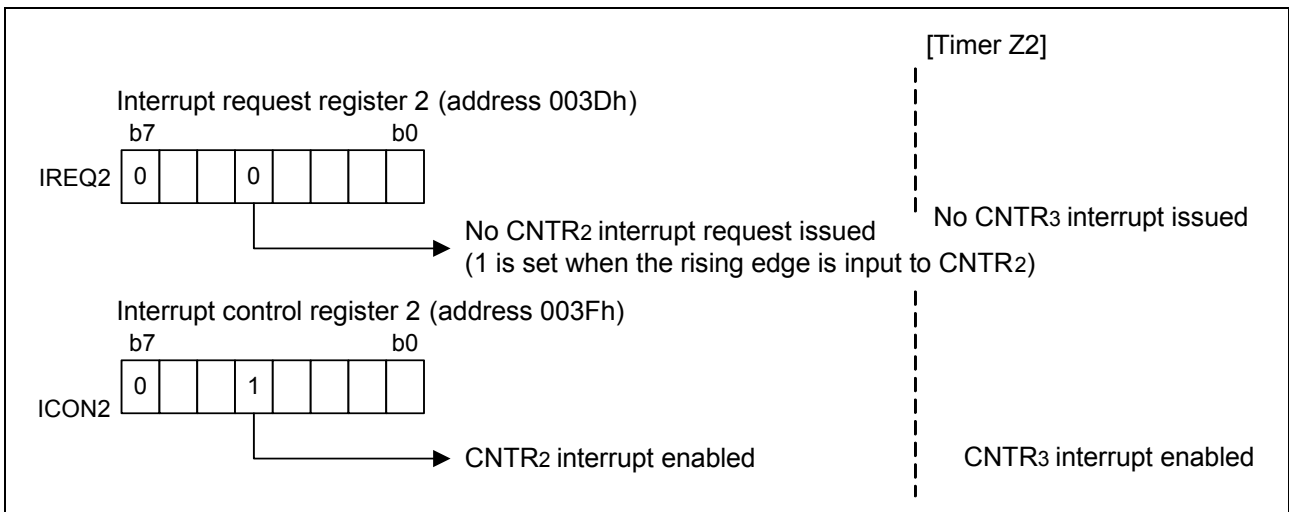 [Timer Z2]
Interrupt request register 2 (address 003Dh)
b7 b0
IREQ2 0 0
No CNTR2 interrupt request issued
(1 is set when the rising edge is input to CNTR2)
No CNTR3 interrupt issued
Interrupt control register 2 (address 003Fh)
b7 b0
ICON2 0 1
CNTR2 interrupt enabled
CNTR3 interrupt enabled